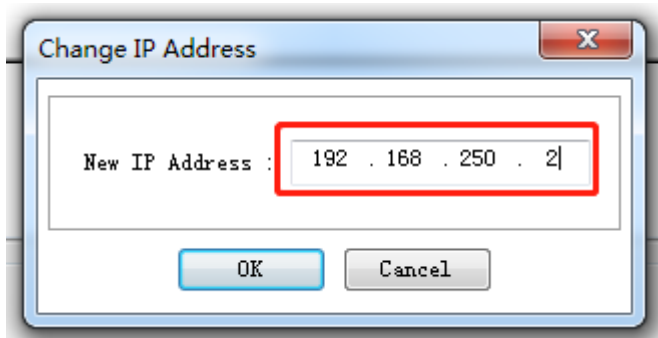 Change IP Address
New IP Address : 192 . 168 . 250 . 2
OK Cancel